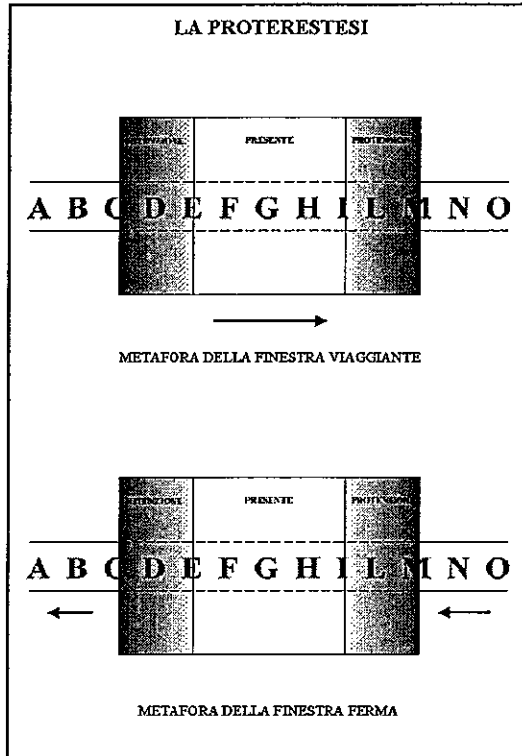 LA PROTERESTESI
PRESENTE
A B C D E F G H I L M N O
METAFORA DELLA FINESTRA VIAGGIANTE
PRESENTE
A B C D E F G H I L M N O
METAFORA DELLA FINESTRA FERMA